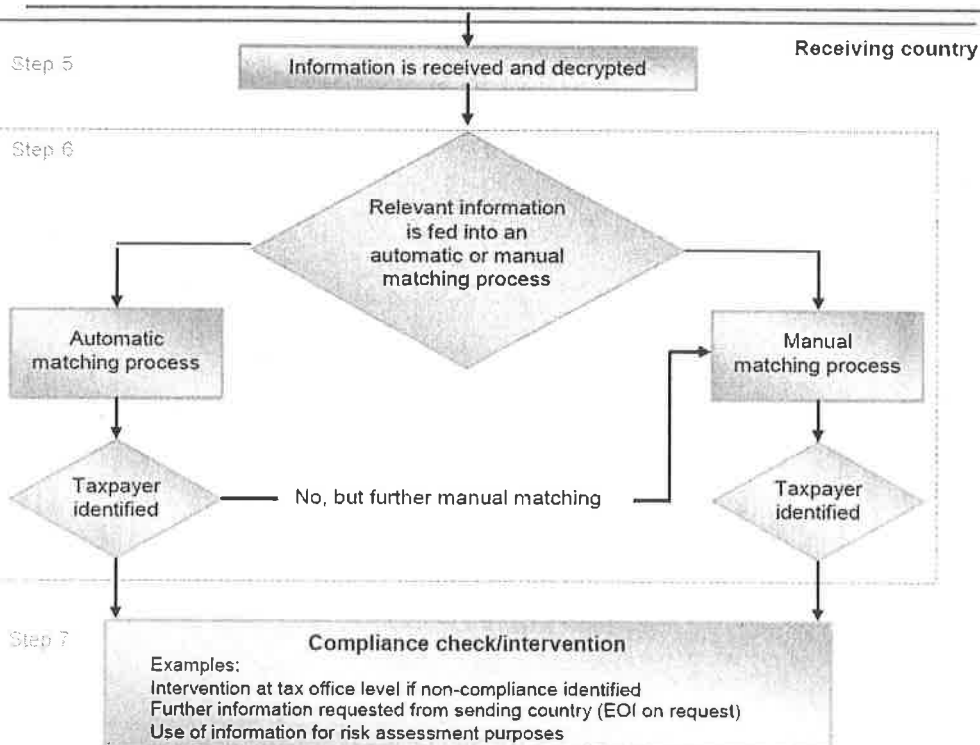 Receiving country
Step 5
Information is received and decrypted
Step 6
Relevant information
is fed into an
automatic or manual
matching process
Automatic
matching process
Manual
matching process
Taxpayer
identified
No, but further manual matching
Taxpayer
identified
Step 7
Compliance check/intervention
Examples:
Intervention at tax office level if non-compliance identified
Further information requested from sending country (EOI on request)
Use of information for risk assessment purposes